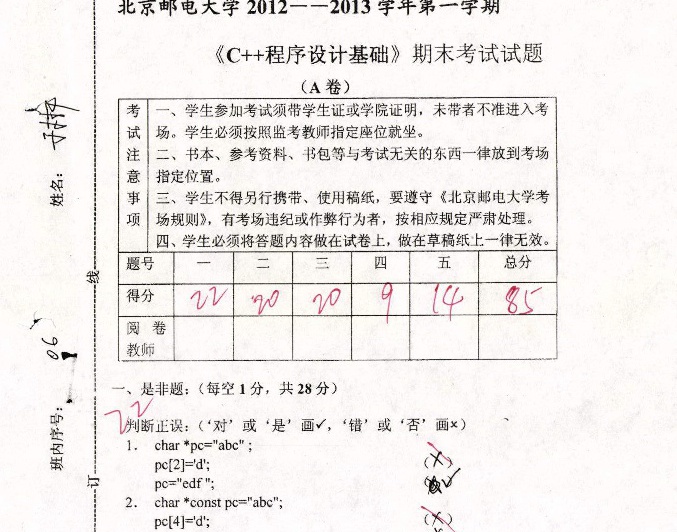 北京邮电大学 2012——2013 学年第一学期
《C++程序设计基础》期末考试试题
(A 卷)
考试注意事项
一、学生参加考试须带学生证或学院证明，未带者不准进入考
场。学生必须按照监考教师指定座位就坐。
二、书本、参考资料、书包等与考试无关的东西一律放到考场
指定位置。
三、学生不得另行携带、使用稿纸，要遵守《北京邮电大学考
场规则》，有考场违纪或作弊行为者，按相应规定严肃处理。
四、学生必须将答题内容做在试卷上，做在草稿纸上一律无效。
题号 一 二 三 四 五 总分
得分 22 20 20 9 14 85
阅 卷
教师
一、是非题：（每空 1 分，共 28 分）
22
判断正误：（‘对’或‘是’画✓，‘错’或‘否’画×）
1. char *pc="abc" ;
pc[2]='d'; (×)
pc="edf "; ✓
2. char *const pc="abc";
pc[4]='d'; (×)
姓名：
班内序号： 06
线
订